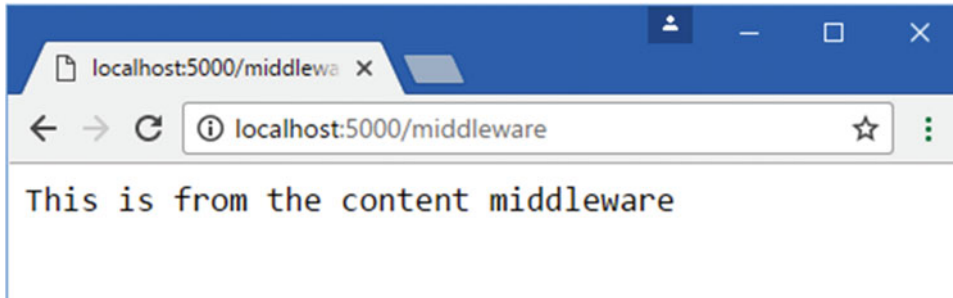 localhost:5000/middlewa
localhost:5000/middleware
This is from the content middleware